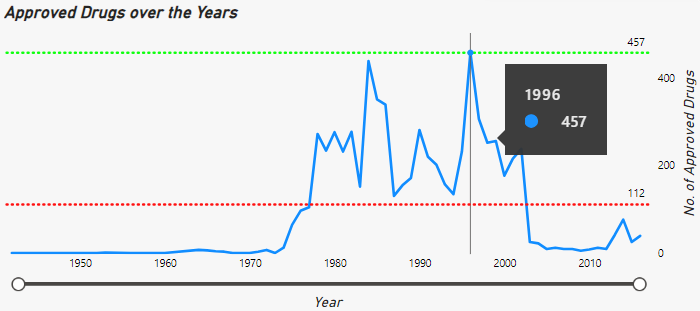 Approved Drugs over the Years
457
400
1996
457
200
112
0
No. of Approved Drugs
1950 1960 1970 1980 1990 2000 2010
Year